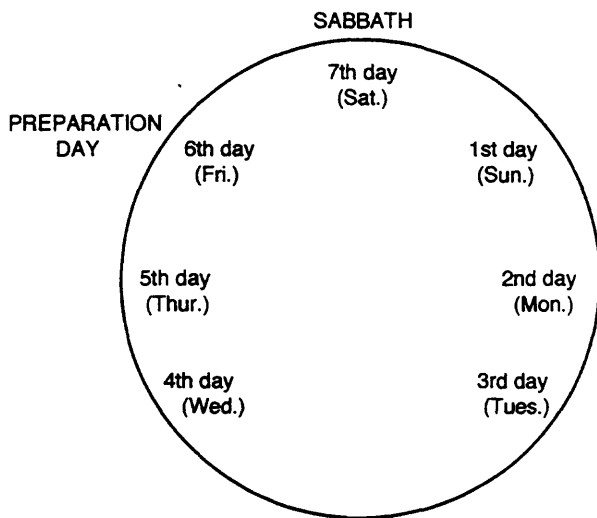 SABBATH
7th day
(Sat.)
PREPARATION
DAY
6th day
(Fri.)
1st day
(Sun.)
5th day
(Thur.)
2nd day
(Mon.)
4th day
(Wed.)
3rd day
(Tues.)